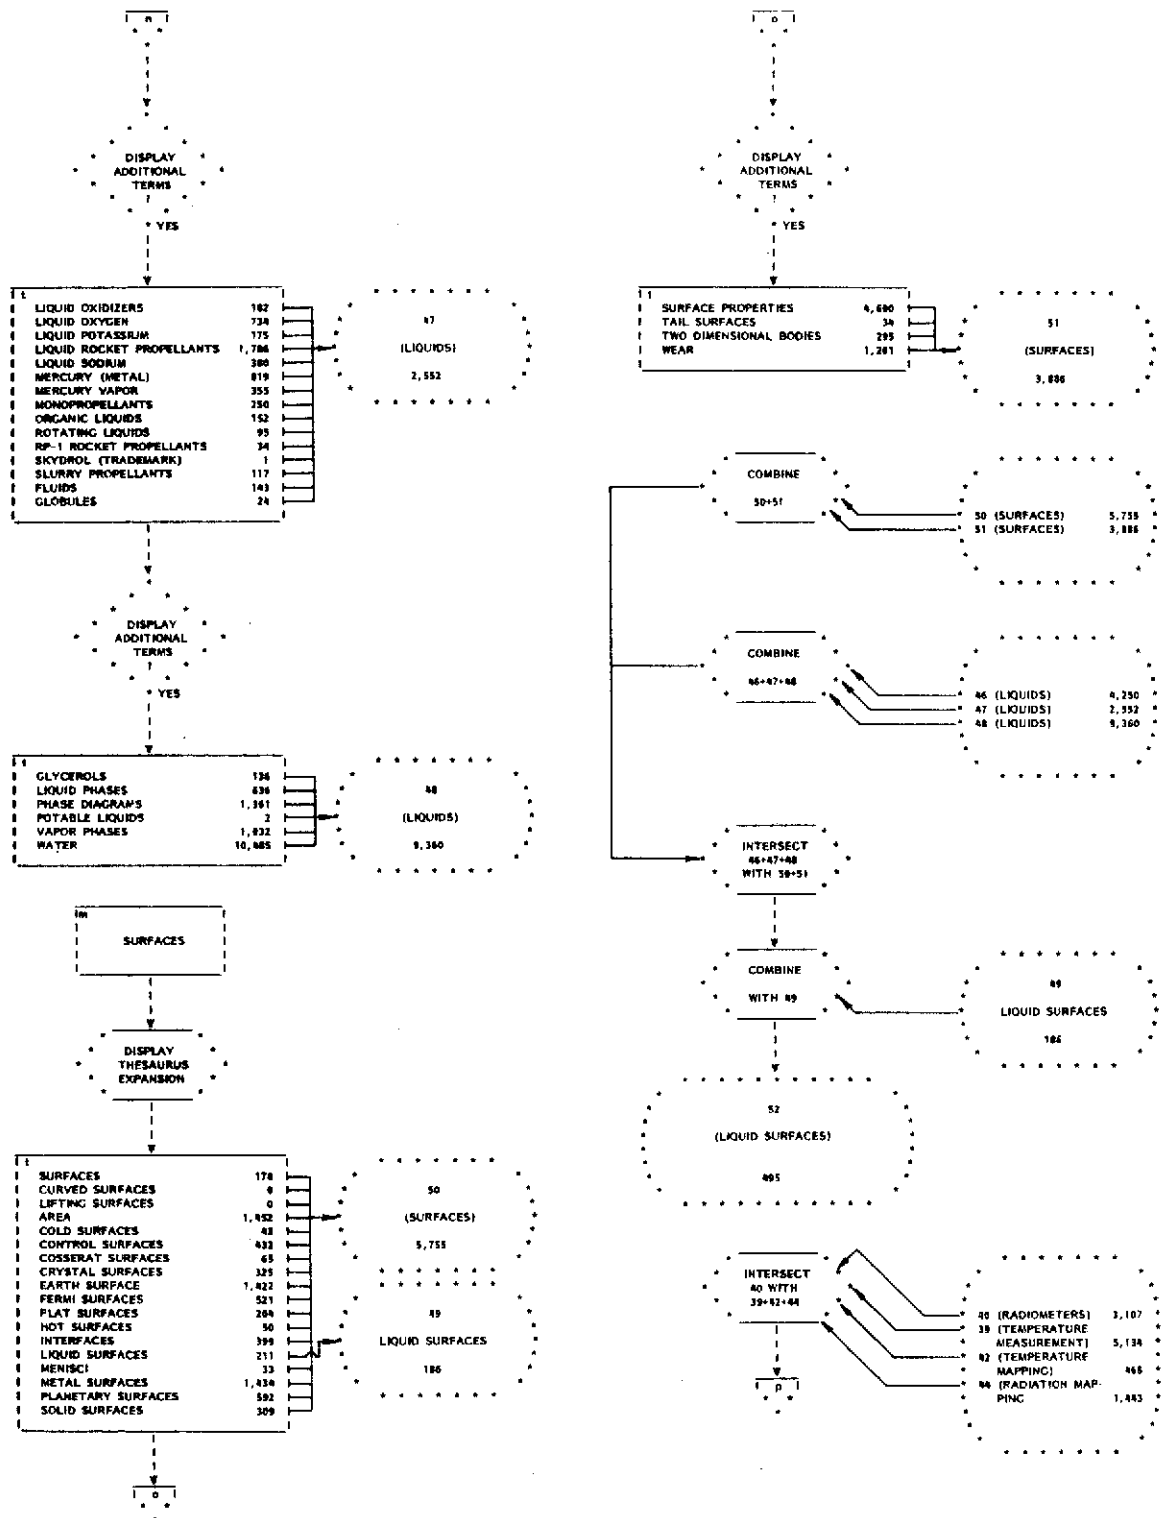 n
DISPLAY
ADDITIONAL
TERMS
YES
t
LIQUID OXIDIZERS 162
LIQUID OXYGEN 734
LIQUID POTASSIUM 175
LIQUID ROCKET PROPELLANTS 1,786
LIQUID SODIUM 380
MERCURY (METAL) 819
MERCURY VAPOR 355
MONOPROPELLANTS 250
ORGANIC LIQUIDS 152
ROTATING LIQUIDS 95
RP-1 ROCKET PROPELLANTS 34
SKYDROL (TRADEMARK) 1
SLURRY PROPELLANTS 117
FLUIDS 143
GLOBULES 24
47
(LIQUIDS)
2,552
DISPLAY
ADDITIONAL
TERMS
YES
t
GLYCEROLS 136
LIQUID PHASES 636
PHASE DIAGRAMS 1,361
POTABLE LIQUIDS 2
VAPOR PHASES 1,032
WATER 10,485
48
(LIQUIDS)
9,360
m
SURFACES
DISPLAY
THESAURUS
EXPANSION
t
SURFACES 178
CURVED SURFACES
LIFTING SURFACES 0
AREA 1,452
COLD SURFACES 42
CONTROL SURFACES 432
COSSERAT SURFACES 65
CRYSTAL SURFACES 325
EARTH SURFACE 1,422
FERMI SURFACES 521
FLAT SURFACES 264
HOT SURFACES 50
INTERFACES 399
LIQUID SURFACES 211
MENISCI 33
METAL SURFACES 1,434
PLANETARY SURFACES 592
SOLID SURFACES 309
50
(SURFACES)
5,755
49
LIQUID SURFACES
186
o
o
DISPLAY
ADDITIONAL
TERMS
YES
t
SURFACE PROPERTIES 4,600
TAIL SURFACES 34
TWO DIMENSIONAL BODIES 295
WEAR 1,201
51
(SURFACES)
3,886
COMBINE
50+51
50 (SURFACES) 5,755
51 (SURFACES) 3,886
COMBINE
46+47+48
46 (LIQUIDS) 4,250
47 (LIQUIDS) 2,552
48 (LIQUIDS) 9,360
INTERSECT
46+47+48
WITH 50+51
COMBINE
WITH 49
49
LIQUID SURFACES
186
52
(LIQUID SURFACES)
495
INTERSECT
40 WITH
39+42+44
40 (RADIOMETERS) 3,107
39 (TEMPERATURE
MEASUREMENT) 5,134
42 (TEMPERATURE
MAPPING) 465
44 (RADIATION MAP-
PING 1,443
p